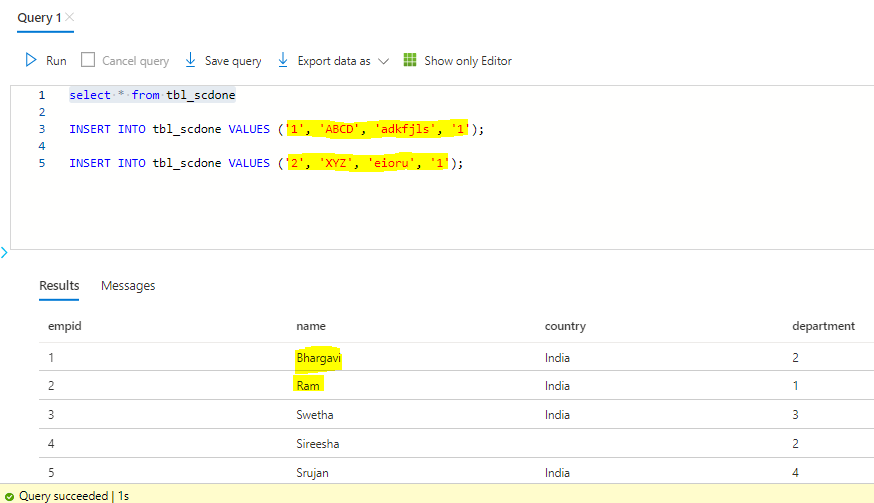 Query 1
Run Cancel query Save query Export data as Show only Editor
1 select * from tbl_scdone
2
3 INSERT INTO tbl_scdone VALUES ('1', 'ABCD', 'adkfjls', '1');
4
5 INSERT INTO tbl_scdone VALUES ('2', 'XYZ', 'eioru', '1');
Results Messages
empid name country department
1 Bhargavi India 2
2 Ram India 1
3 Swetha India 3
4 Sireesha 2
5 Srujan India 4
Query succeeded | 1s